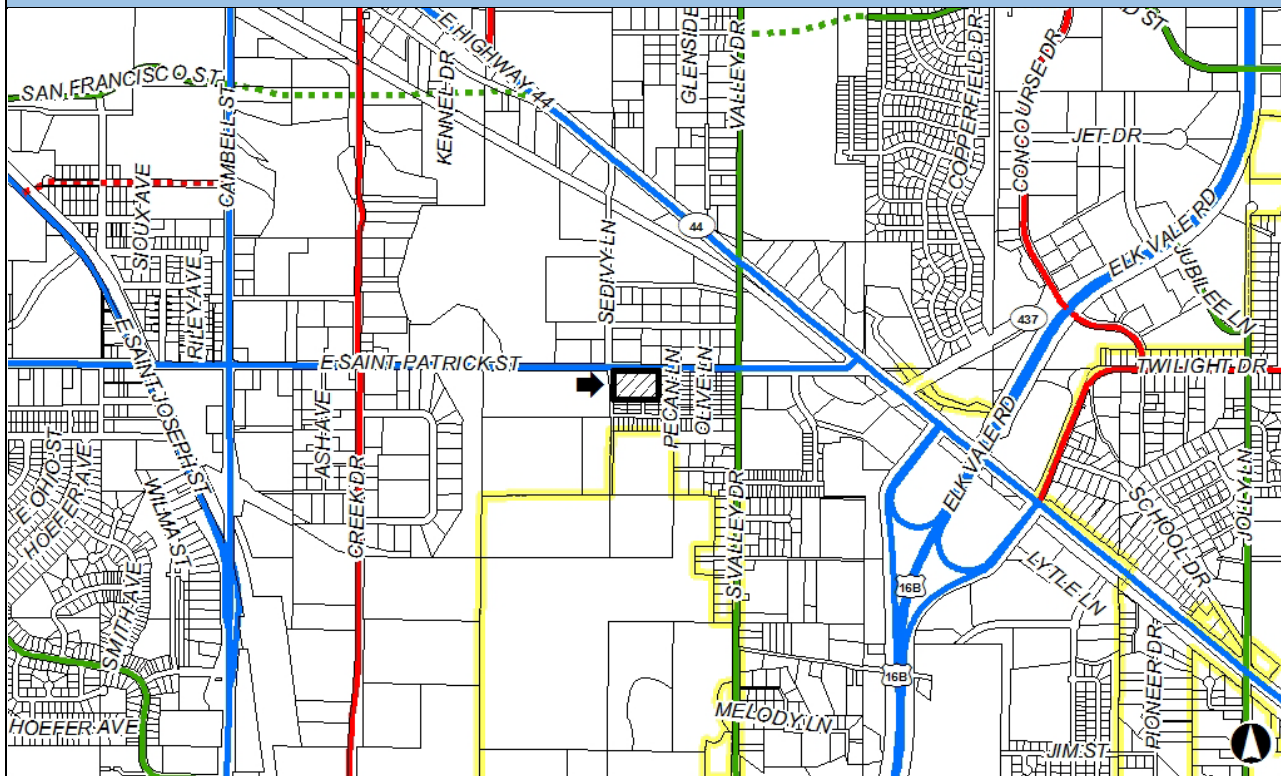 E HIGHWAY 44
GLENSIDE
VALLEY DR
D ST
CONCOURSE DR
SAN FRANCISCO ST
CAMBELL ST
KENNEL DR
COPPERFIELD DR
JET DR
SIOUX AVE
44
SEDIVY LN
ELK VALE RD
JUBILEE LN
RILEY AVE
437
E SAINT JOSEPH ST
E SAINT PATRICK ST
PECAN LN
OLIVE LN
TWILIGHT DR
ASH AVE
CREEK DR
ELK VALE RD
E OHIO ST
HOEFER AVE
WILMA ST
SCHOOL DR
JOLLY LN
S VALLEY DR
16B
LYTLE LN
SMITH AVE
16B
PIONEER DR
HOEFER AVE
MELODY LN
JIM ST